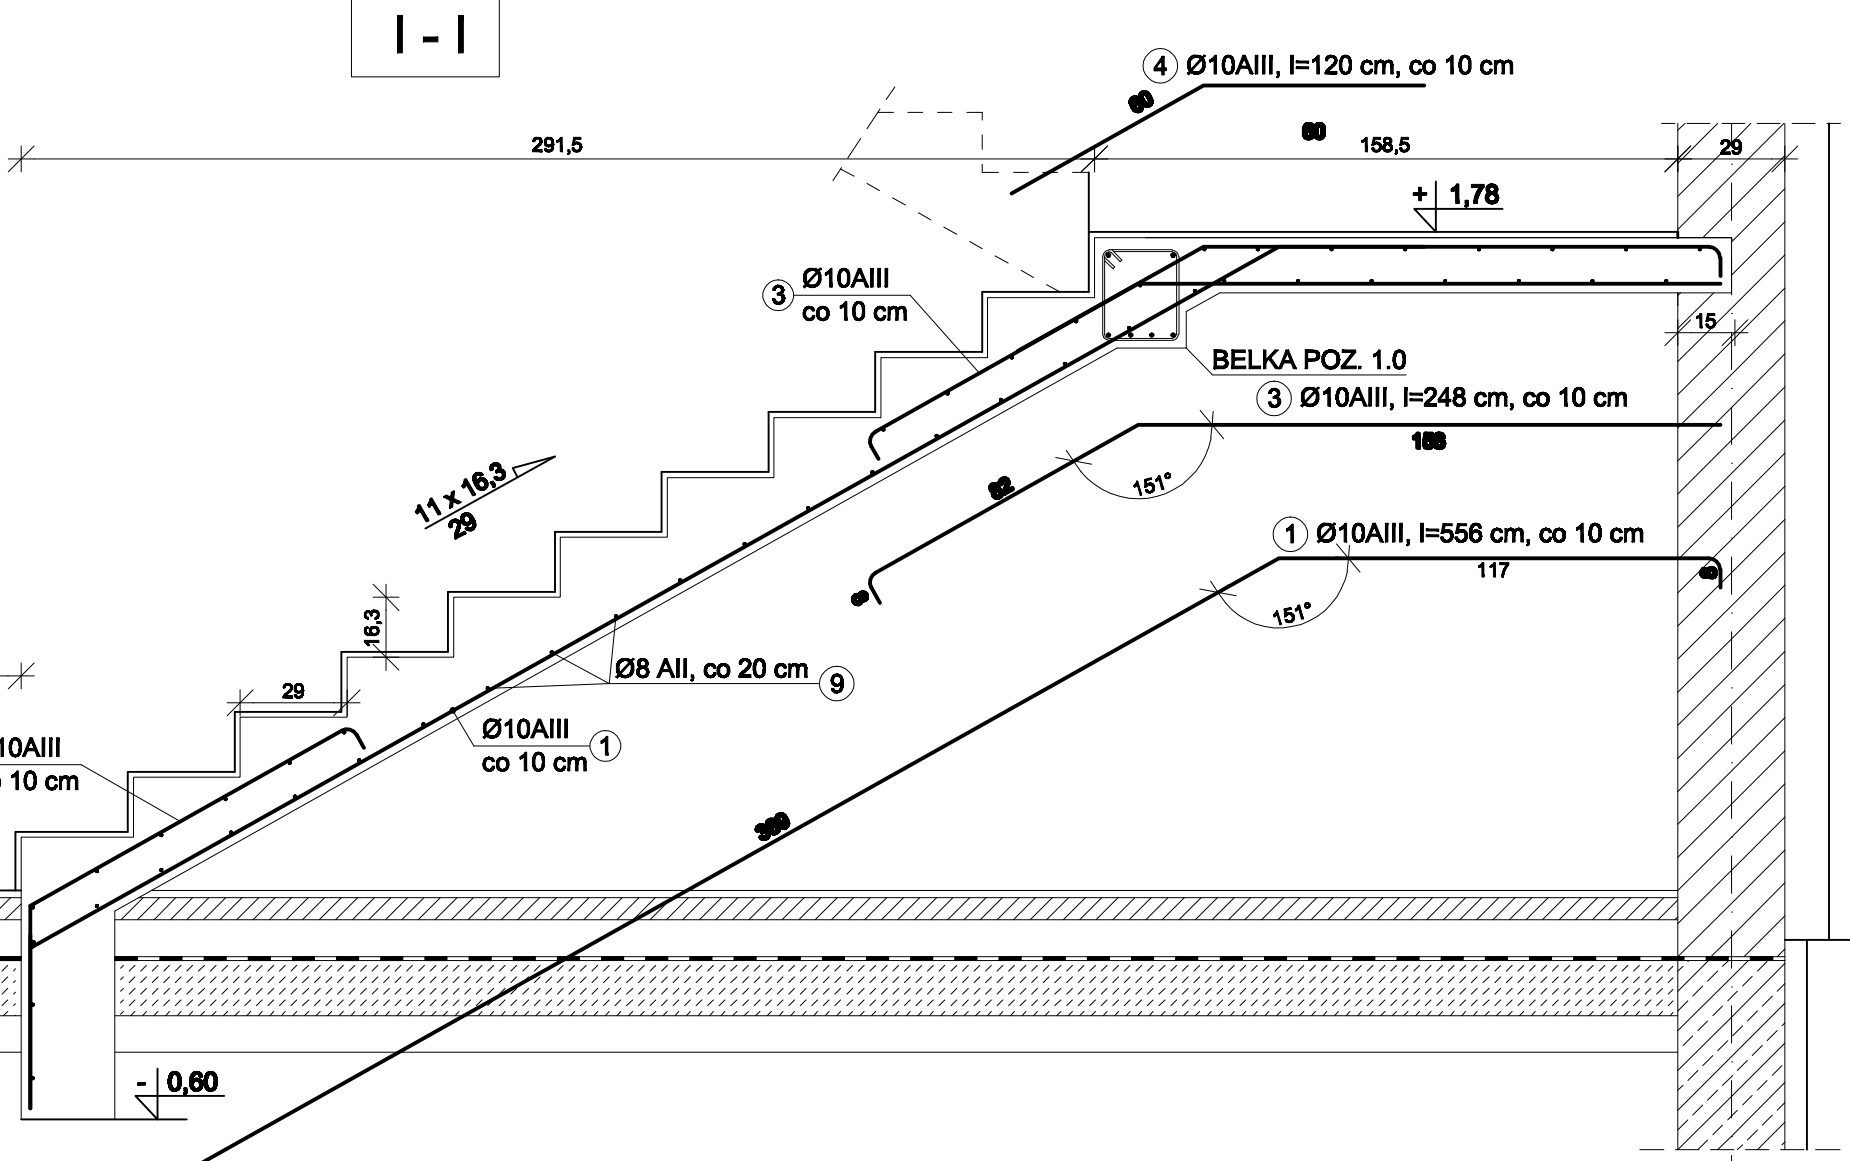 I - I
4 Ø10AIII, l=120 cm, co 10 cm
60
60
291,5
158,5
29
+ 1,78
3 Ø10AIII
co 10 cm
15
BELKA POZ. 1.0
3 Ø10AIII, l=248 cm, co 10 cm
158
82
151°
11 x 16,3
29
1 Ø10AIII, l=556 cm, co 10 cm
117
151°
16,3
Ø8 AII, co 20 cm 9
29
Ø10AIII
co 10 cm 1
10AIII
10 cm
- 0,60